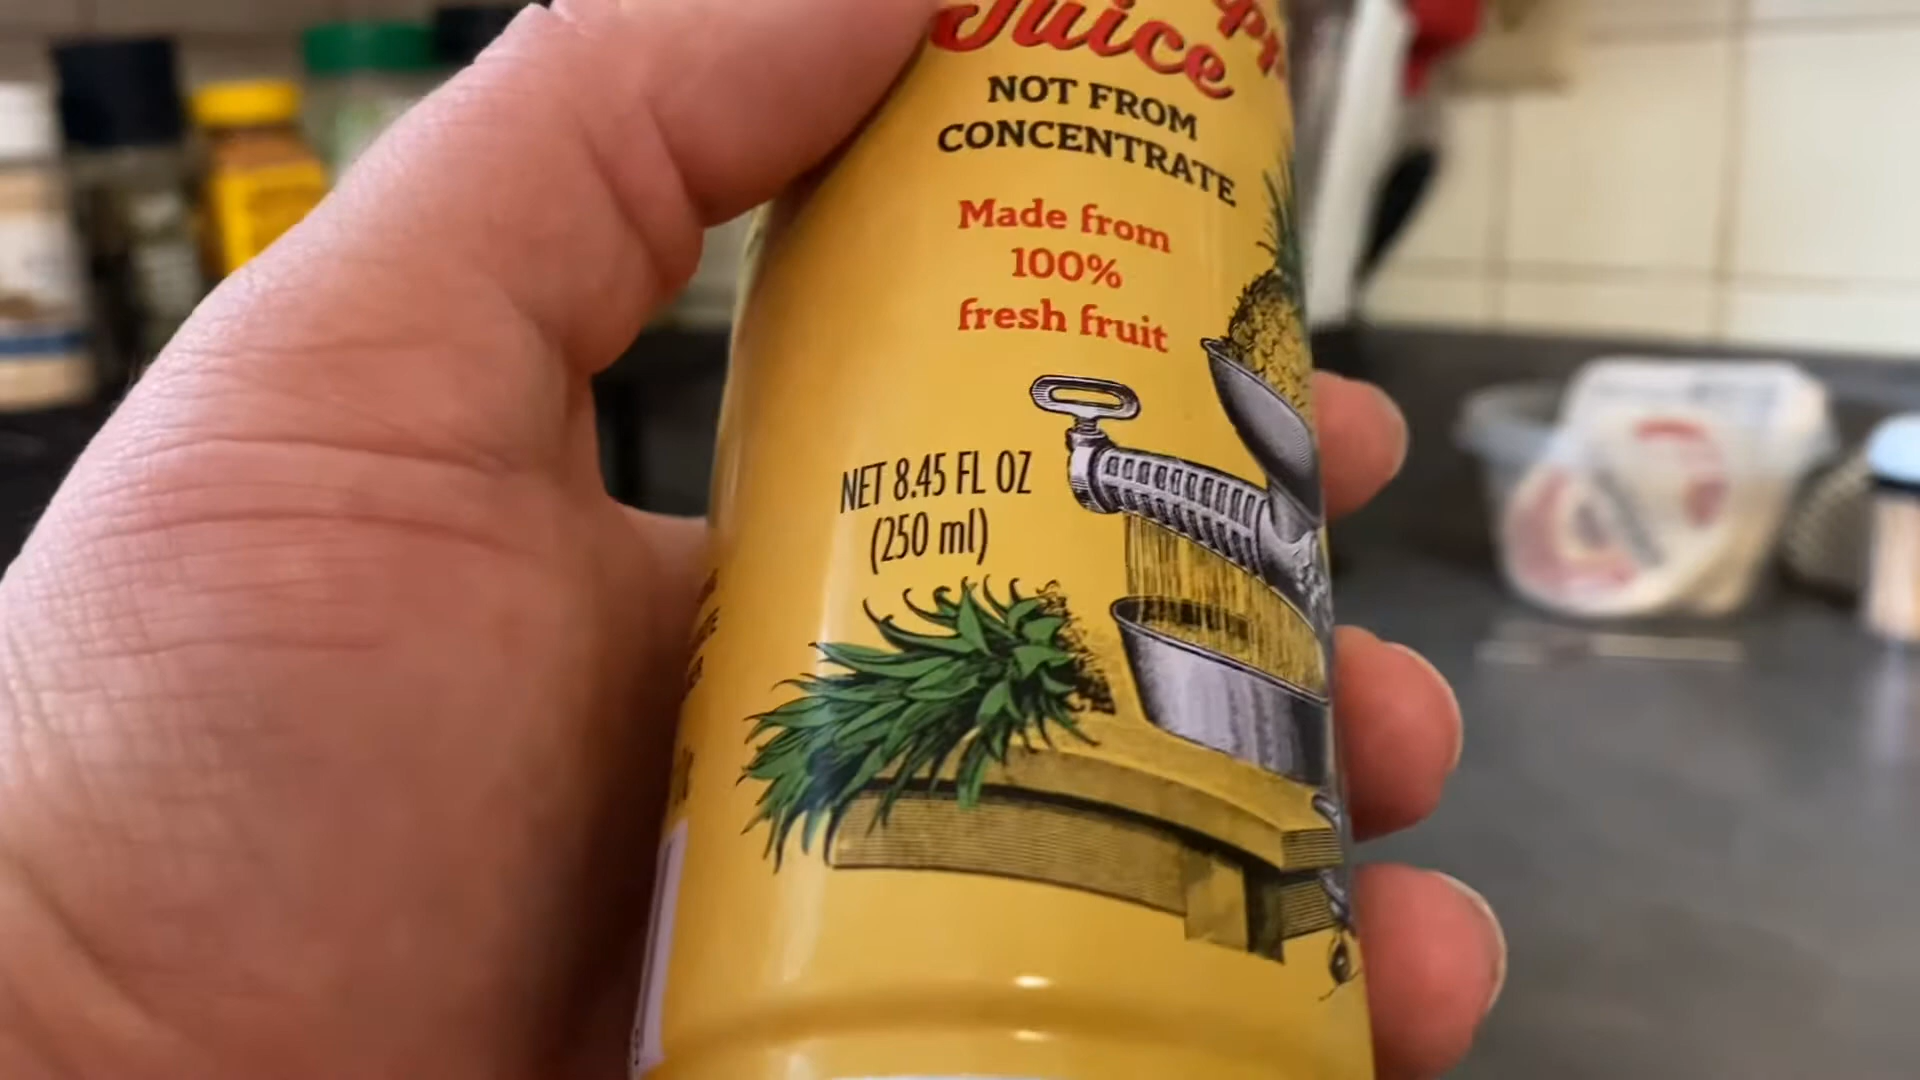 Juice
NOT FROM
CONCENTRATE
Made from
100%
fresh fruit
NET 8.45 FL OZ
(250 ml)